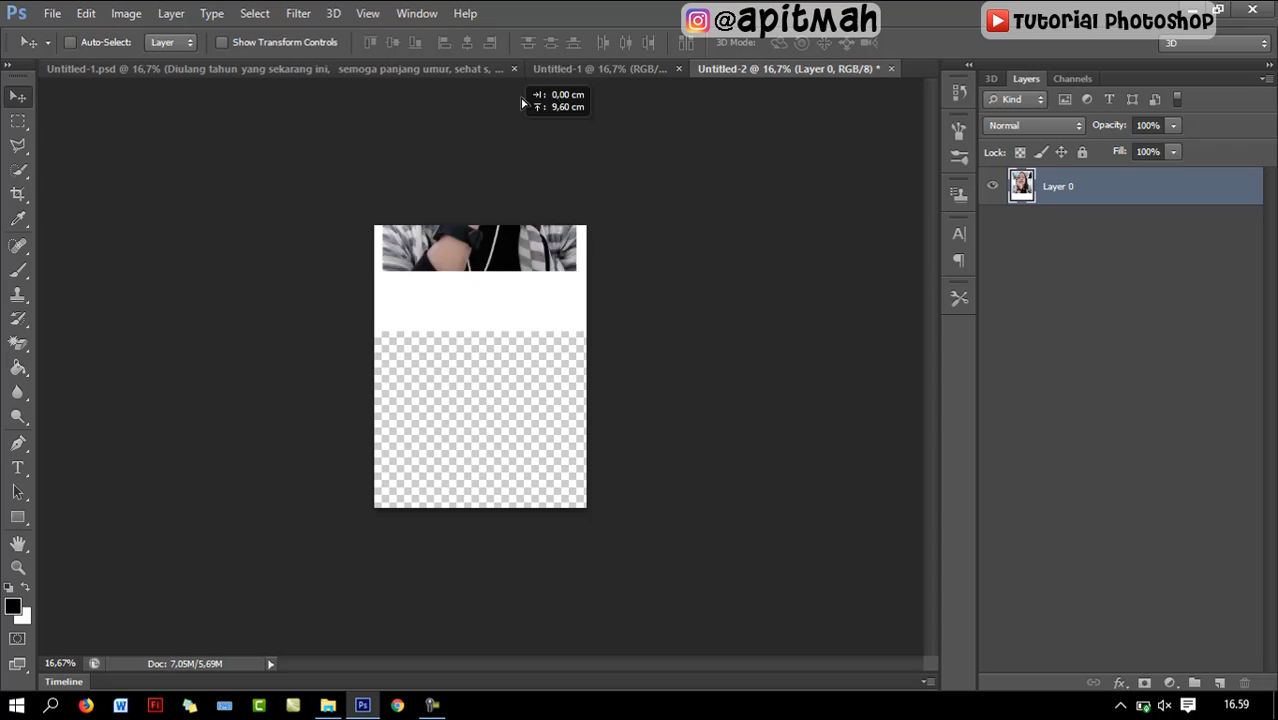 Ps File Edit Image Layer Type Select Filter 3D View Window Help
@apitmah
Tutorial Photoshop
Auto-Select: Layer Show Transform Controls 3D Mode: 3D
Untitled-1.psd @ 16,7% (Diulang tahun yang sekarang ini, semoga panjang umur, sehat s, ... × Untitled-1 @ 16,7% (RGB/... × Untitled-2 @ 16,7% (Layer 0, RGB/8) * ×
3D Layers Channels
0,00 cm
9,60 cm
Kind
Normal Opacity: 100%
Lock: Fill: 100%
Layer 0
16,67% Doc: 7,05M/5,69M
Timeline
16.59